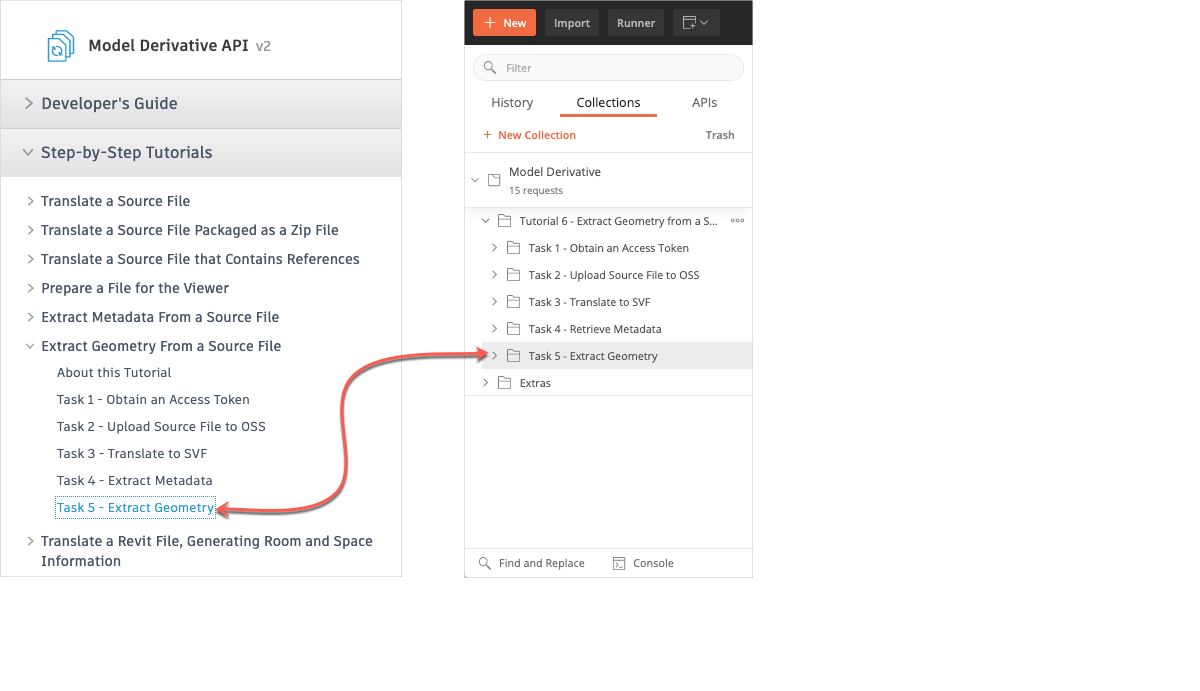 Model Derivative API v2
Developer's Guide
Step-by-Step Tutorials
Translate a Source File
Translate a Source File Packaged as a Zip File
Translate a Source File that Contains References
Prepare a File for the Viewer
Extract Metadata From a Source File
Extract Geometry From a Source File
About this Tutorial
Task 1 - Obtain an Access Token
Task 2 - Upload Source File to OSS
Task 3 - Translate to SVF
Task 4 - Extract Metadata
Task 5 - Extract Geometry
Translate a Revit File, Generating Room and Space
Information
+ New Import Runner
Filter
History Collections APIs
+ New Collection Trash
Model Derivative
15 requests
Tutorial 6 - Extract Geometry from a S...
Task 1 - Obtain an Access Token
Task 2 - Upload Source File to OSS
Task 3 - Translate to SVF
Task 4 - Retrieve Metadata
Task 5 - Extract Geometry
Extras
Find and Replace Console